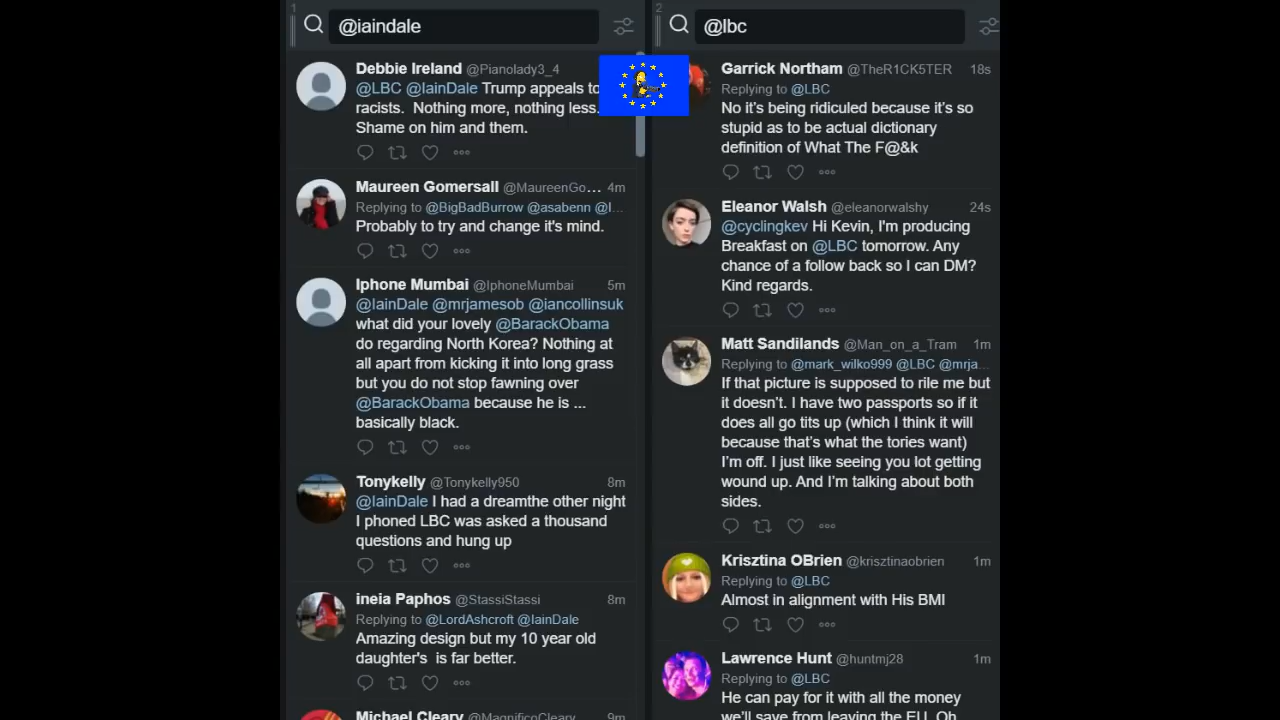 1
@iaindale
Debbie Ireland @Pianolady3_4
@LBC @IainDale Trump appeals to
racists. Nothing more, nothing less.
Shame on him and them.
Maureen Gomersall @MaureenGo... 4m
Replying to @BigBadBurrow @asabenn @I...
Probably to try and change it's mind.
Iphone Mumbai @IphoneMumbai 5m
@IainDale @mrjamesob @iancollinsuk
what did your lovely @BarackObama
do regarding North Korea? Nothing at
all apart from kicking it into long grass
but you do not stop fawning over
@BarackObama because he is ...
basically black.
Tonykelly @Tonykelly950 8m
@IainDale I had a dreamthe other night
I phoned LBC was asked a thousand
questions and hung up
ineia Paphos @StassiStassi 8m
Replying to @LordAshcroft @IainDale
Amazing design but my 10 year old
daughter's is far better.
Michael Cleary @MagnificoCleary 9m
2
@lbc
Garrick Northam @TheR1CK5TER 18s
Replying to @LBC
No it's being ridiculed because it's so
stupid as to be actual dictionary
definition of What The F@&k
Eleanor Walsh @eleanorwalshy 24s
@cyclingkev Hi Kevin, I'm producing
Breakfast on @LBC tomorrow. Any
chance of a follow back so I can DM?
Kind regards.
Matt Sandilands @Man_on_a_Tram 1m
Replying to @mark_wilko999 @LBC @mrja...
If that picture is supposed to rile me but
it doesn't. I have two passports so if it
does all go tits up (which I think it will
because that's what the tories want)
I'm off. I just like seeing you lot getting
wound up. And I'm talking about both
sides.
Krisztina OBrien @krisztinaobrien 1m
Replying to @LBC
Almost in alignment with His BMI
Lawrence Hunt @huntmj28 1m
Replying to @LBC
He can pay for it with all the money
we'll save from leaving the EU. Oh